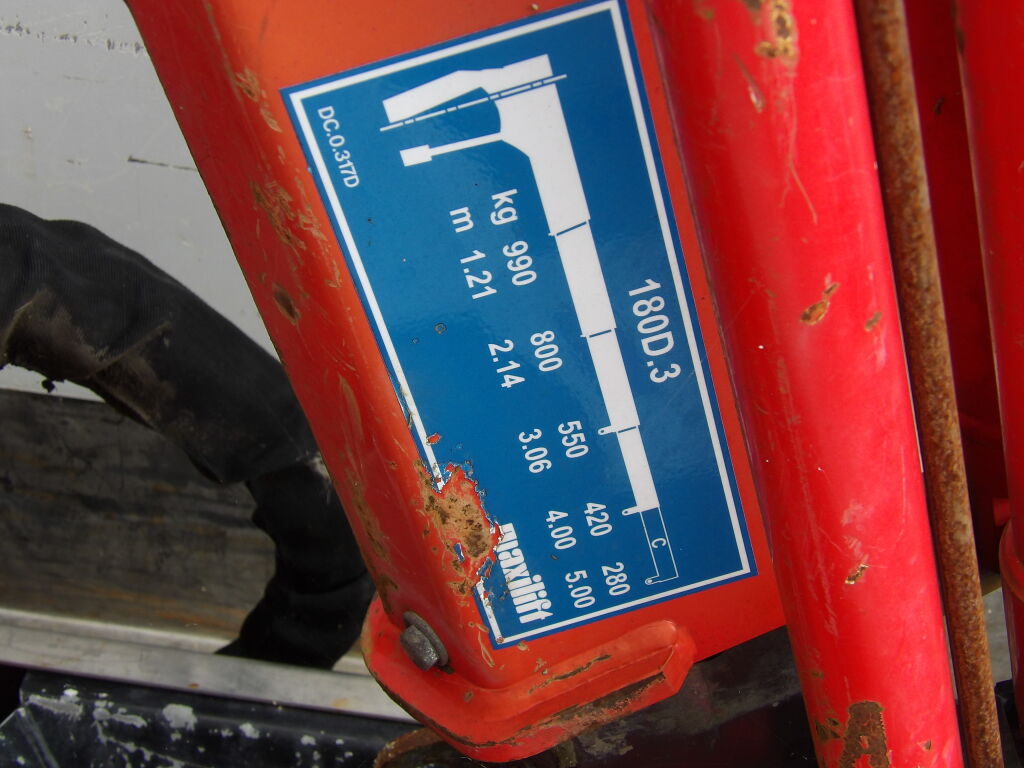 180D.3
C
kg 990 800 550 420 280
m 1.21 2.14 3.06 4.00 5.00
DC.0.317D
Maxilift